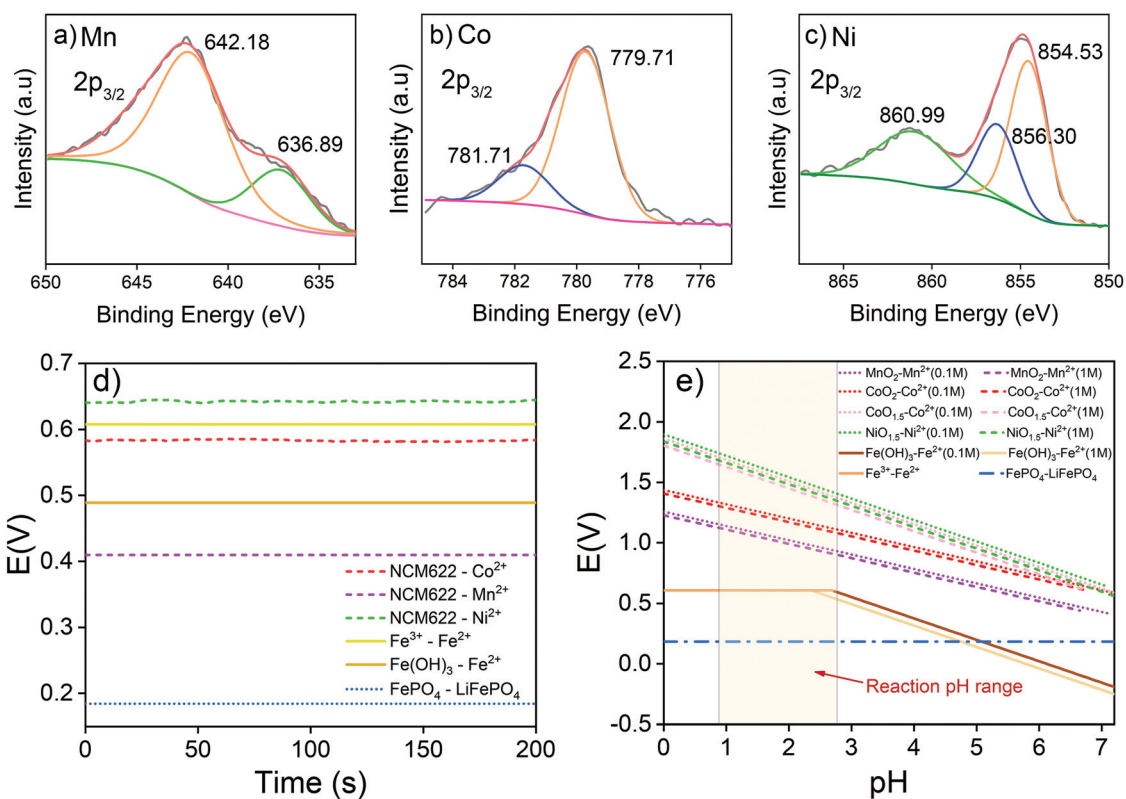 a) Mn
642.18
2p3/2
636.89
Intensity (a.u)
650 645 640 635
Binding Energy (eV)
b) Co
779.71
2p3/2
781.71
Intensity (a.u)
784 782 780 778 776
Binding Energy (eV)
c) Ni
854.53
2p3/2
860.99
856.30
Intensity (a.u)
865 860 855 850
Binding Energy (eV)
d)
0.7
0.6
0.5
0.4
0.3
0.2
E(V)
NCM622 - Co2+
NCM622 - Mn2+
NCM622 - Ni2+
Fe3+ - Fe2+
Fe(OH)3 - Fe2+
FePO4 - LiFePO4
0 50 100 150 200
Time (s)
e)
2.5
2.0
1.5
1.0
0.5
0.0
-0.5
E(V)
MnO2-Mn2+(0.1M) MnO2-Mn2+(1M)
CoO2-Co2+(0.1M) CoO2-Co2+(1M)
CoO1.5-Co2+(0.1M) CoO1.5-Co2+(1M)
NiO1.5-Ni2+(0.1M) NiO1.5-Ni2+(1M)
Fe(OH)3-Fe2+(0.1M) Fe(OH)3-Fe2+(1M)
Fe3+-Fe2+ FePO4-LiFePO4
Reaction pH range
0 1 2 3 4 5 6 7
pH